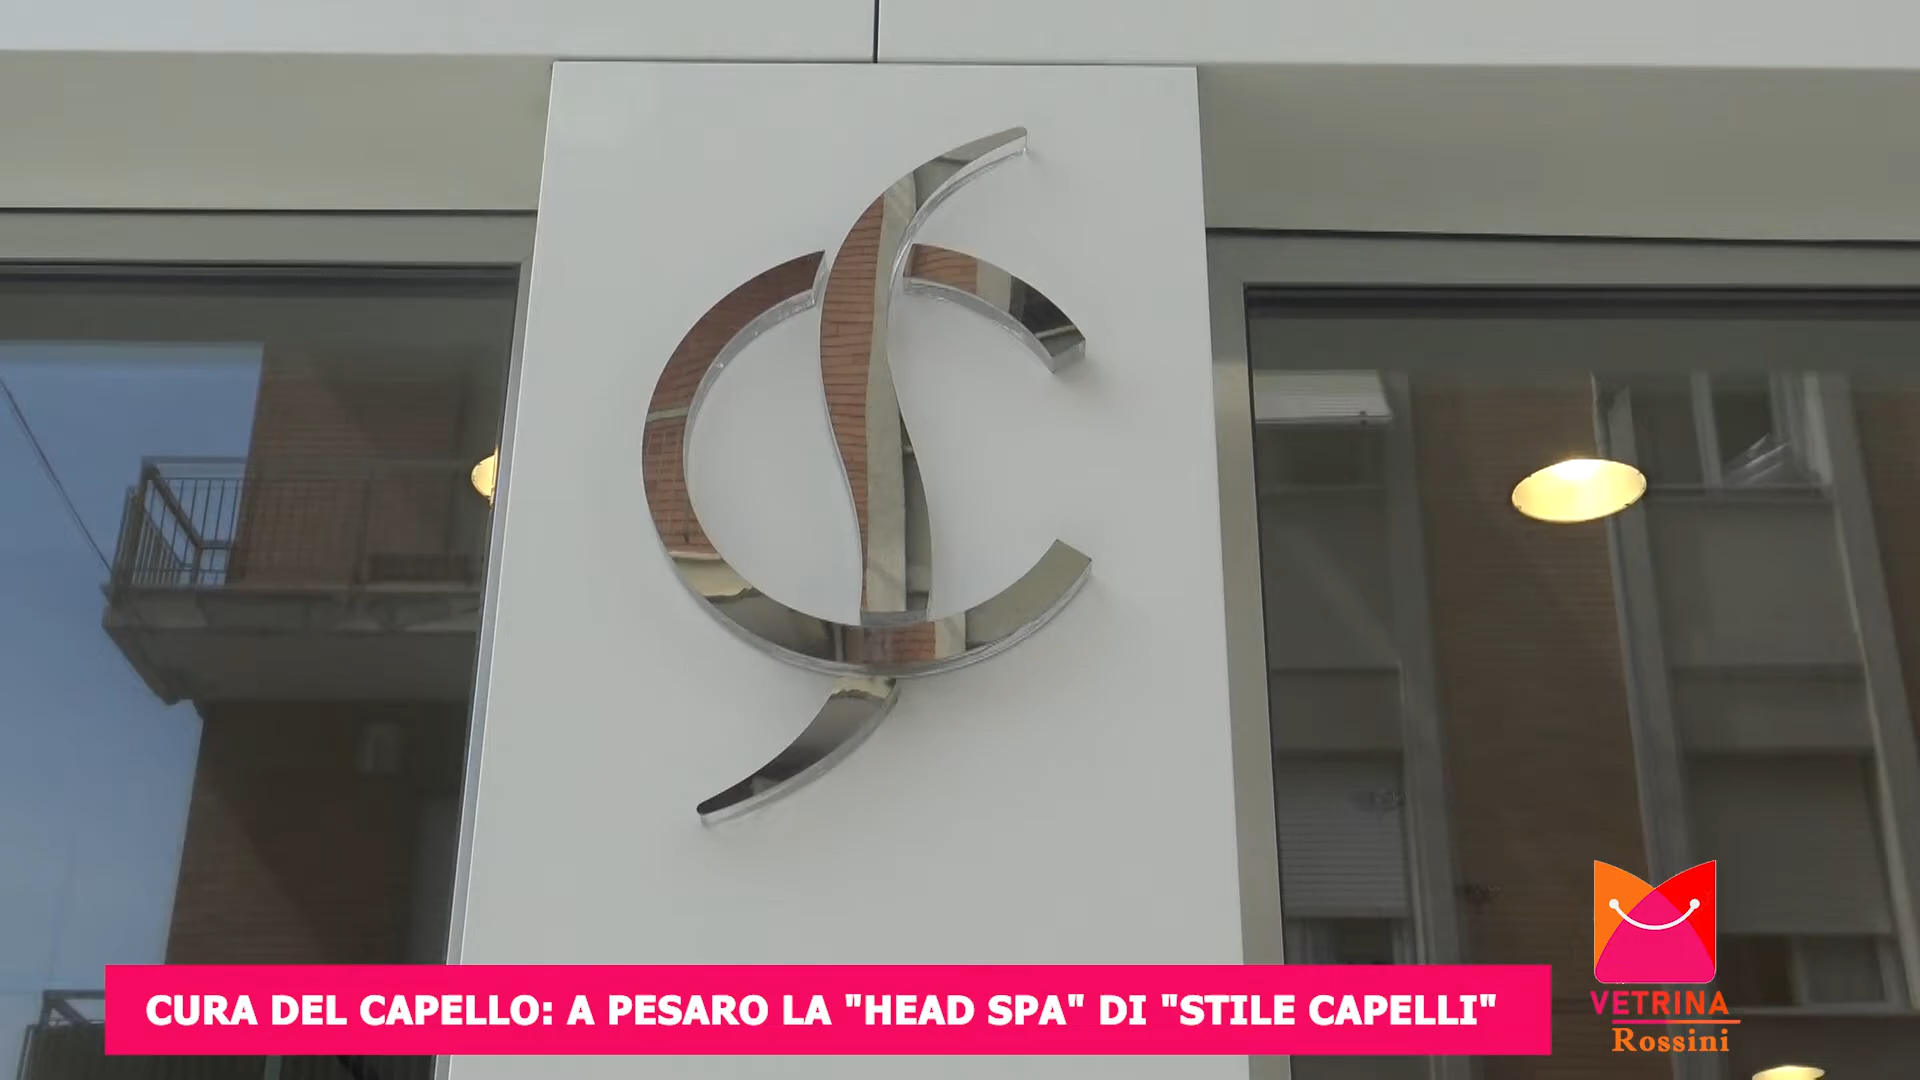 CURA DEL CAPELLO: A PESARO LA "HEAD SPA" DI "STILE CAPELLI"
VETRINA
Rossini